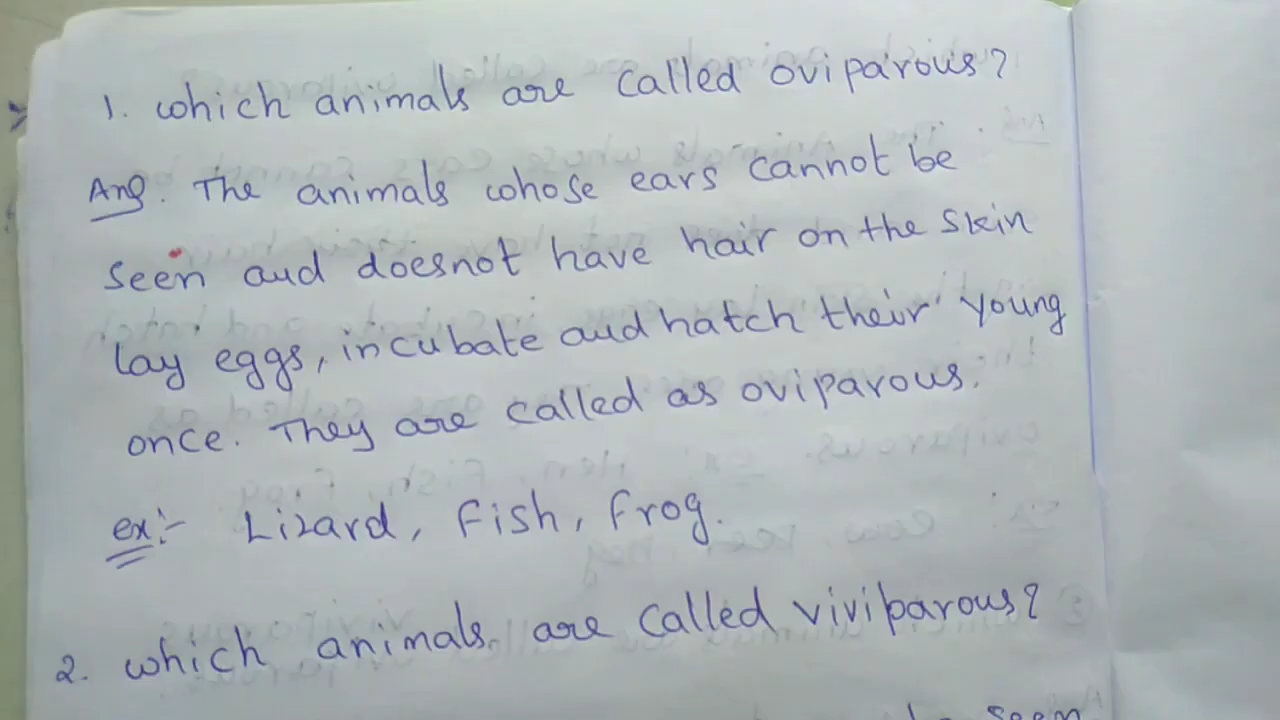 1. which animals are called oviparous?
Ans. The animals whose ears cannot be
seen and doesnot have hair on the skin
lay eggs, incubate and hatch their young
once. They are called as oviparous.
ex:- Lizard, Fish, Frog.
2. which animals are called viviparous?
seen